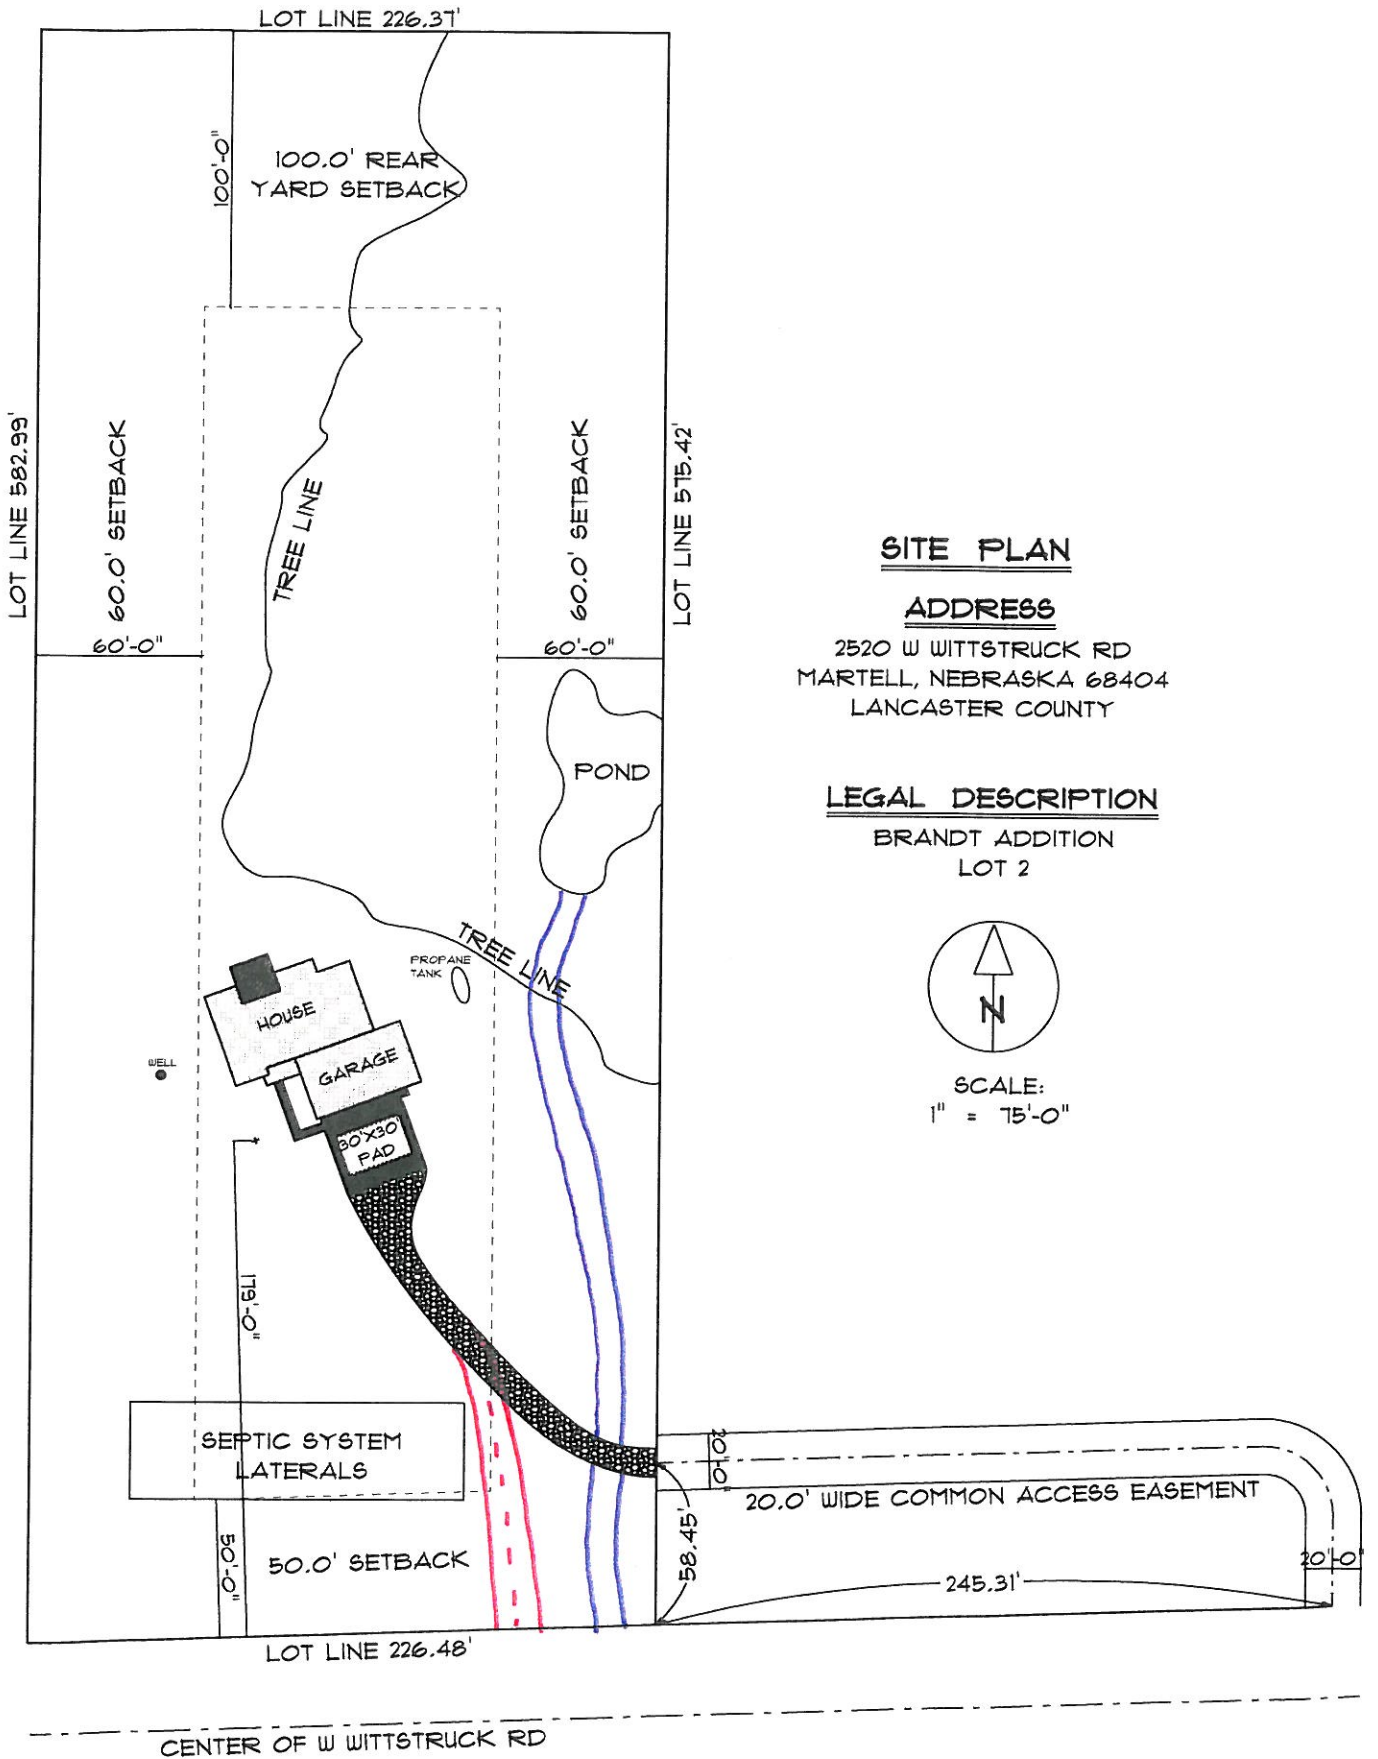 LOT LINE 226.37'
100'-0"
100.0' REAR
YARD SETBACK
LOT LINE 582.99'
60.0' SETBACK
60.0' SETBACK
LOT LINE 575.42'
TREE LINE
60'-0"
60'-0"
SITE PLAN
ADDRESS
2520 W WITTSTRUCK RD
MARTELL, NEBRASKA 68404
LANCASTER COUNTY
POND
LEGAL DESCRIPTION
BRANDT ADDITION
LOT 2
TREE LINE
PROPANE
TANK
N
HOUSE
GARAGE
WELL
SCALE:
1" = 75'-0"
30'X30'
PAD
179'-0"
SEPTIC SYSTEM
LATERALS
20'-0"
20.0' WIDE COMMON ACCESS EASEMENT
58.45'
50'-0"
50.0' SETBACK
245.31'
20'-0"
LOT LINE 226.48'
CENTER OF W WITTSTRUCK RD